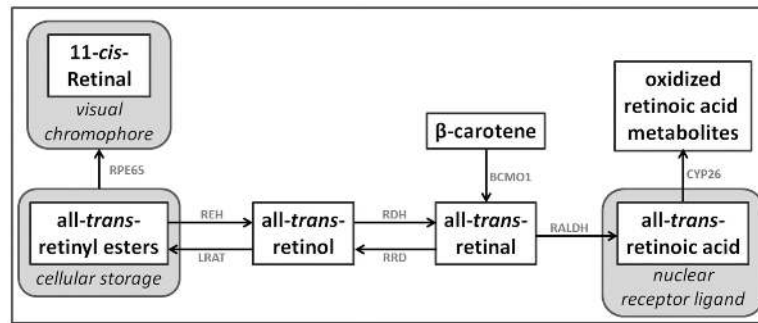 11-cis-
Retinal
visual
chromophore
RPE65
all-trans-
retinyl esters
cellular storage
REH
LRAT
all-trans-
retinol
RDH
RRD
β-carotene
BCMO1
all-trans-
retinal
RALDH
oxidized
retinoic acid
metabolites
CYP26
all-trans-
retinoic acid
nuclear
receptor ligand